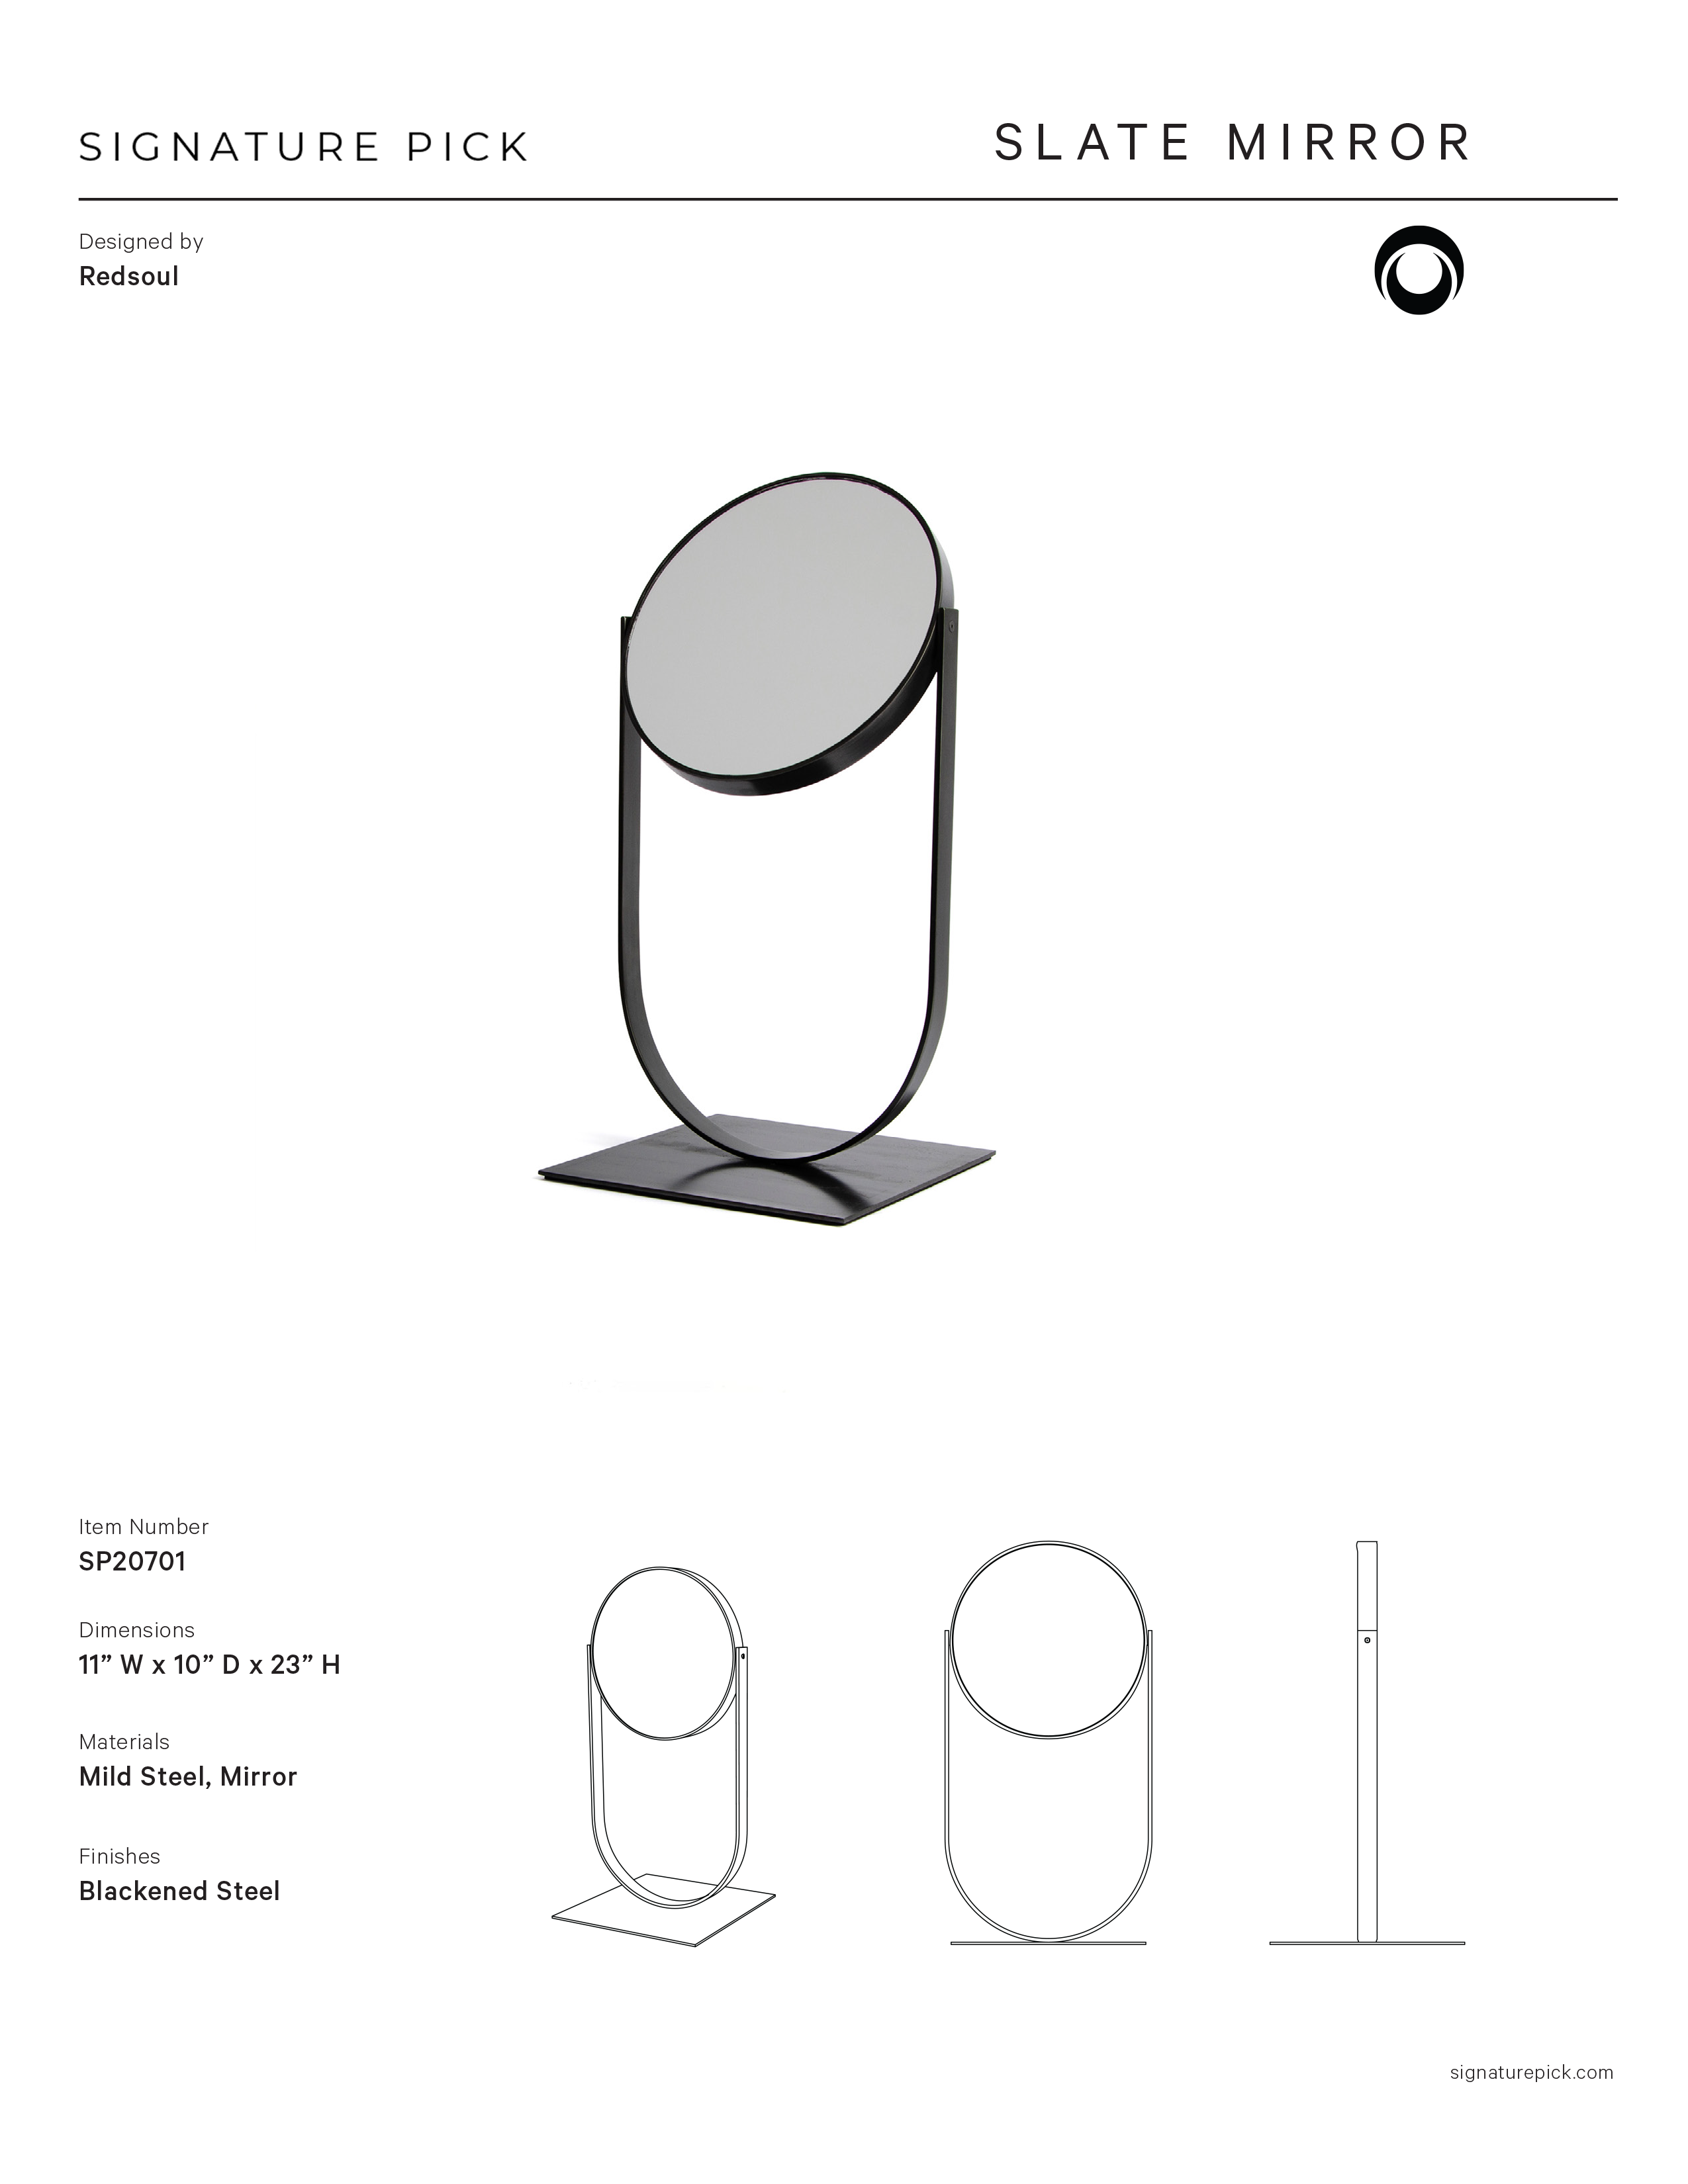 SIGNATURE PICK
SLATE MIRROR
Designed by
Redsoul
Item Number
SP20701
Dimensions
11” W x 10” D x 23” H
Materials
Mild Steel, Mirror
Finishes
Blackened Steel
signaturepick.com